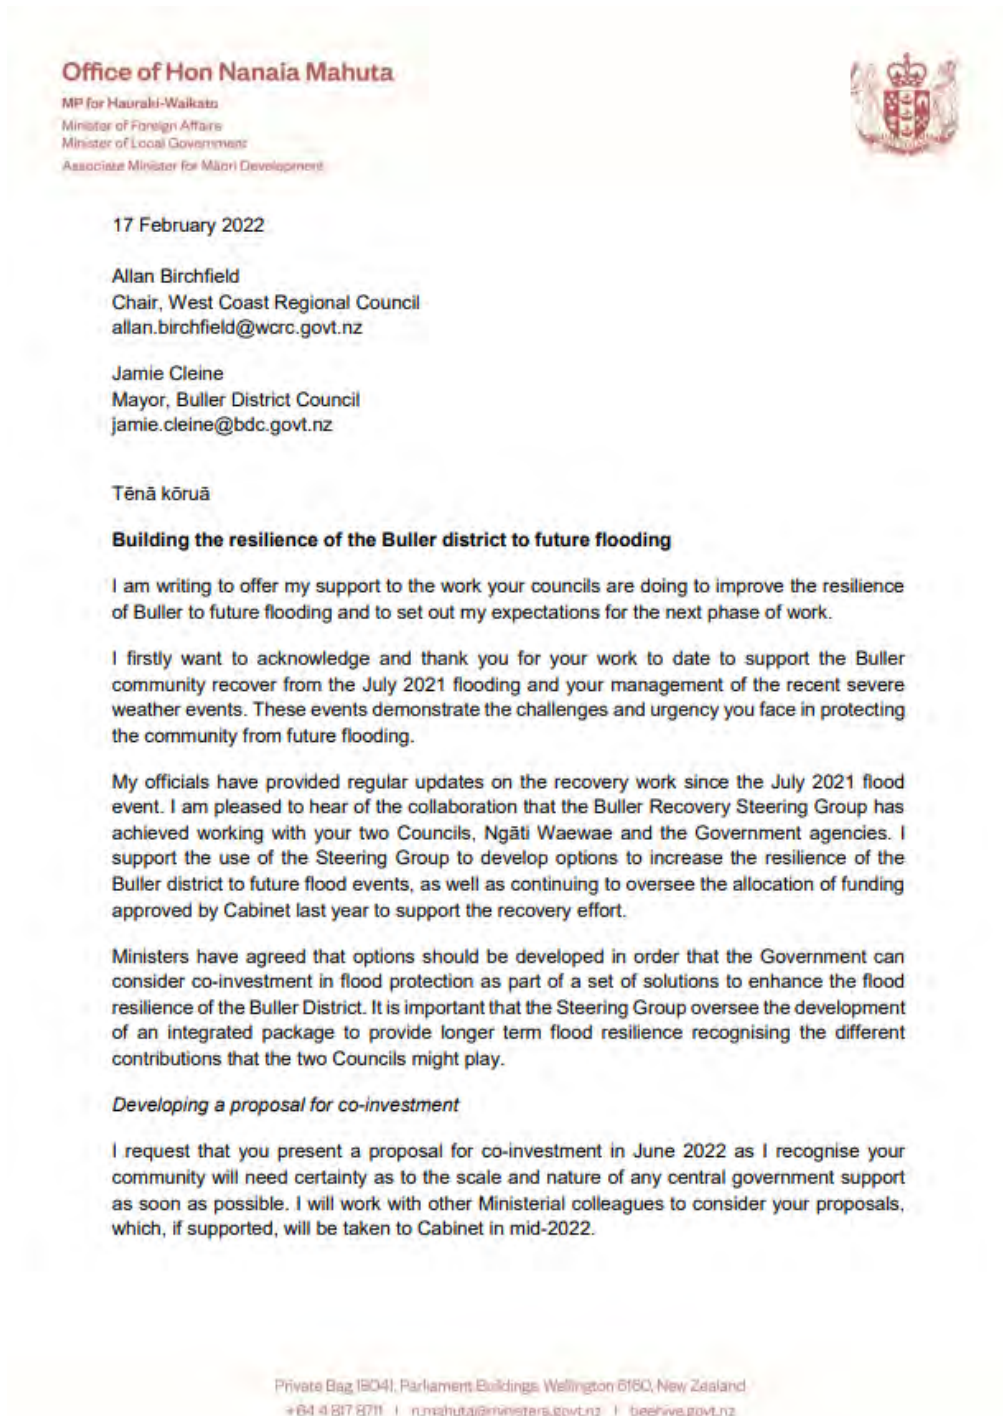 Office of Hon Nanaia Mahuta
MP for Hauraki-Waikato
Minister of Foreign Affairs
Minister of Local Government
Associate Minister for Māori Development
17 February 2022
Allan Birchfield
Chair, West Coast Regional Council
allan.birchfield@wcrc.govt.nz
Jamie Cleine
Mayor, Buller District Council
jamie.cleine@bdc.govt.nz
Tēnā kōruā
Building the resilience of the Buller district to future flooding
I am writing to offer my support to the work your councils are doing to improve the resilience
of Buller to future flooding and to set out my expectations for the next phase of work.
I firstly want to acknowledge and thank you for your work to date to support the Buller
community recover from the July 2021 flooding and your management of the recent severe
weather events. These events demonstrate the challenges and urgency you face in protecting
the community from future flooding.
My officials have provided regular updates on the recovery work since the July 2021 flood
event. I am pleased to hear of the collaboration that the Buller Recovery Steering Group has
achieved working with your two Councils, Ngāti Waewae and the Government agencies. I
support the use of the Steering Group to develop options to increase the resilience of the
Buller district to future flood events, as well as continuing to oversee the allocation of funding
approved by Cabinet last year to support the recovery effort.
Ministers have agreed that options should be developed in order that the Government can
consider co-investment in flood protection as part of a set of solutions to enhance the flood
resilience of the Buller District. It is important that the Steering Group oversee the development
of an integrated package to provide longer term flood resilience recognising the different
contributions that the two Councils might play.
Developing a proposal for co-investment
I request that you present a proposal for co-investment in June 2022 as I recognise your
community will need certainty as to the scale and nature of any central government support
as soon as possible. I will work with other Ministerial colleagues to consider your proposals,
which, if supported, will be taken to Cabinet in mid-2022.
Private Bag 18041, Parliament Buildings, Wellington 6160, New Zealand
+64 4 817 8711 | n.mahuta@ministers.govt.nz | beehive.govt.nz